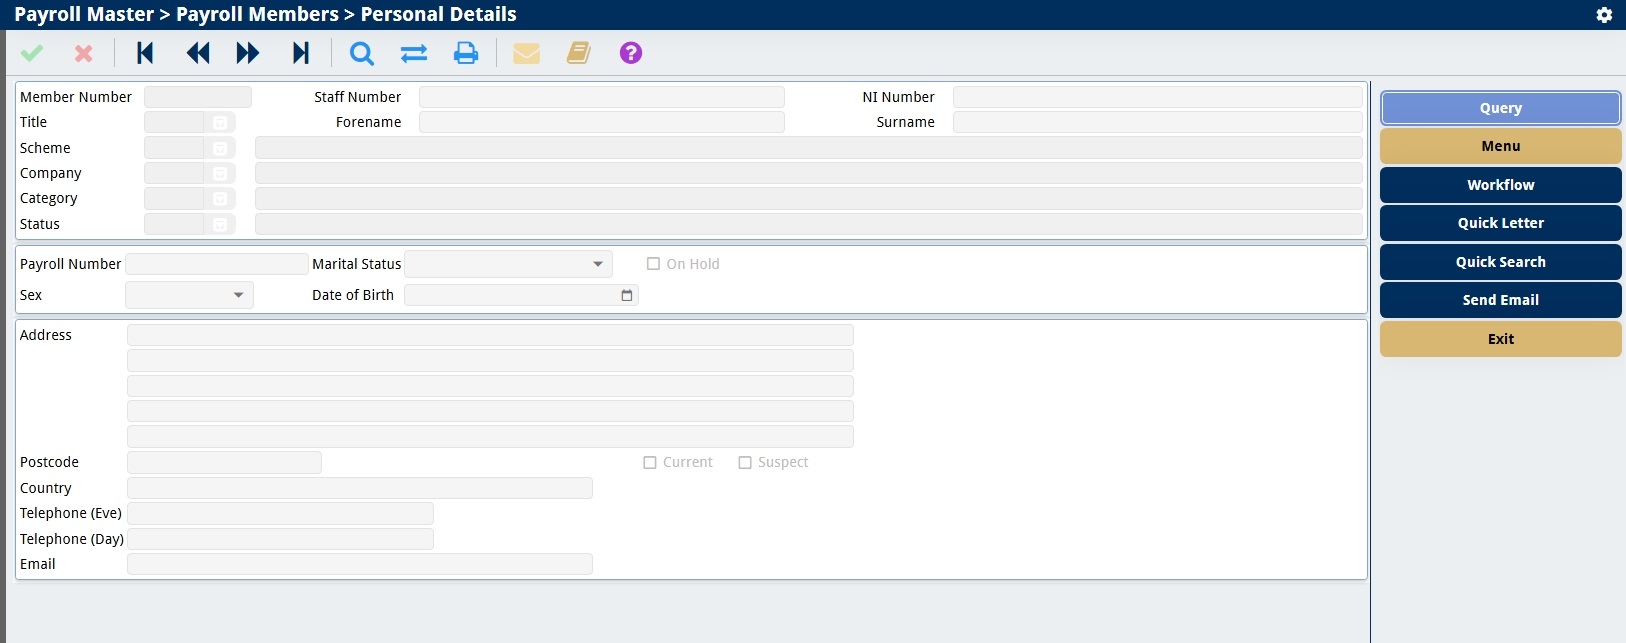 Payroll Master > Payroll Members > Personal Details
?
Member Number Staff Number NI Number
Title Forename Surname
Scheme
Company
Category
Status
Payroll Number Marital Status On Hold
Sex Date of Birth
Address
Postcode Current Suspect
Country
Telephone (Eve)
Telephone (Day)
Email
Query
Menu
Workflow
Quick Letter
Quick Search
Send Email
Exit